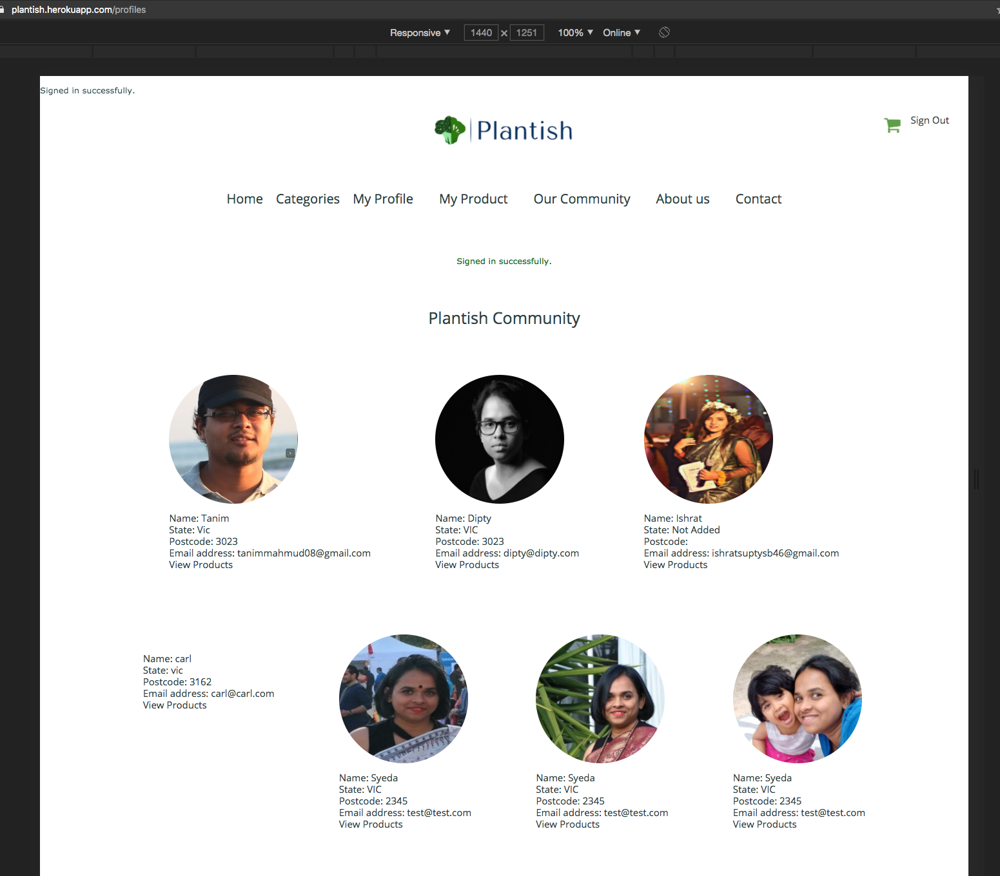 plantish.herokuapp.com/profiles
Responsive ▼ 1440 × 1251 100% ▼ Online ▼
Signed in successfully.
Plantish
Sign Out
Home Categories My Profile My Product Our Community About us Contact
Signed in successfully.
Plantish Community
Name: Tanim
State: Vic
Postcode: 3023
Email address: tanimmahmud08@gmail.com
View Products
Name: Dipty
State: VIC
Postcode: 3023
Email address: dipty@dipty.com
View Products
Name: Ishrat
State: Not Added
Postcode:
Email address: ishratsuptysb46@gmail.com
View Products
Name: carl
State: vic
Postcode: 3162
Email address: carl@carl.com
View Products
Name: Syeda
State: VIC
Postcode: 2345
Email address: test@test.com
View Products
Name: Syeda
State: VIC
Postcode: 2345
Email address: test@test.com
View Products
Name: Syeda
State: VIC
Postcode: 2345
Email address: test@test.com
View Products